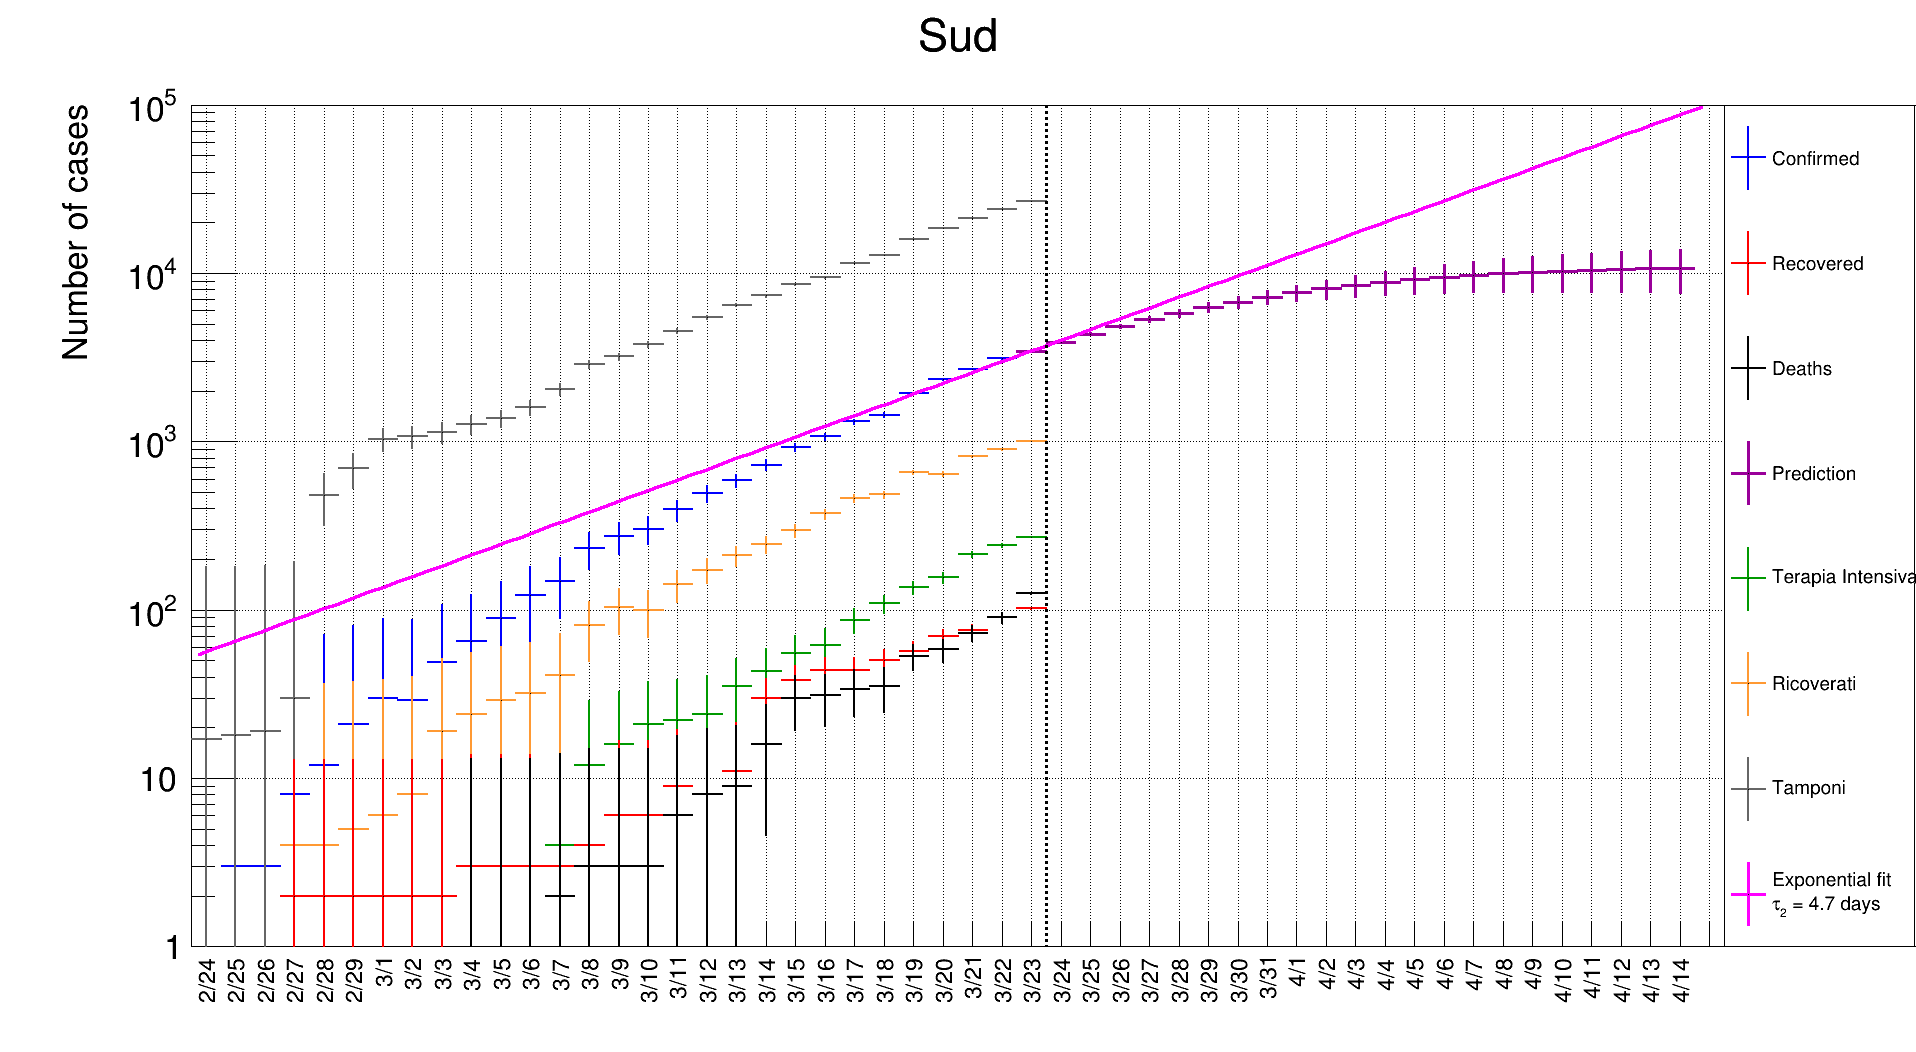 Sud
Number of cases
10^5
10^4
10^3
10^2
10
1
2/24 2/25 2/26 2/27 2/28 2/29 3/1 3/2 3/3 3/4 3/5 3/6 3/7 3/8 3/9 3/10 3/11 3/12 3/13 3/14 3/15 3/16 3/17 3/18 3/19 3/20 3/21 3/22 3/23 3/24 3/25 3/26 3/27 3/28 3/29 3/30 3/31 4/1 4/2 4/3 4/4 4/5 4/6 4/7 4/8 4/9 4/10 4/11 4/12 4/13 4/14
Confirmed
Recovered
Deaths
Prediction
Terapia Intensiva
Ricoverati
Tamponi
Exponential fit
τ_2 = 4.7 days